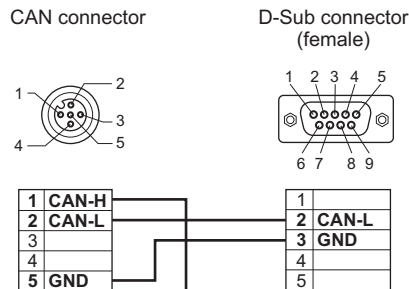 CAN connector
D-Sub connector
(female)
1 2 3 4 5
1 2 3 4 5
6 7 8 9
1 CAN-H
2 CAN-L
3
4
5 GND
1
2 CAN-L
3 GND
4
5